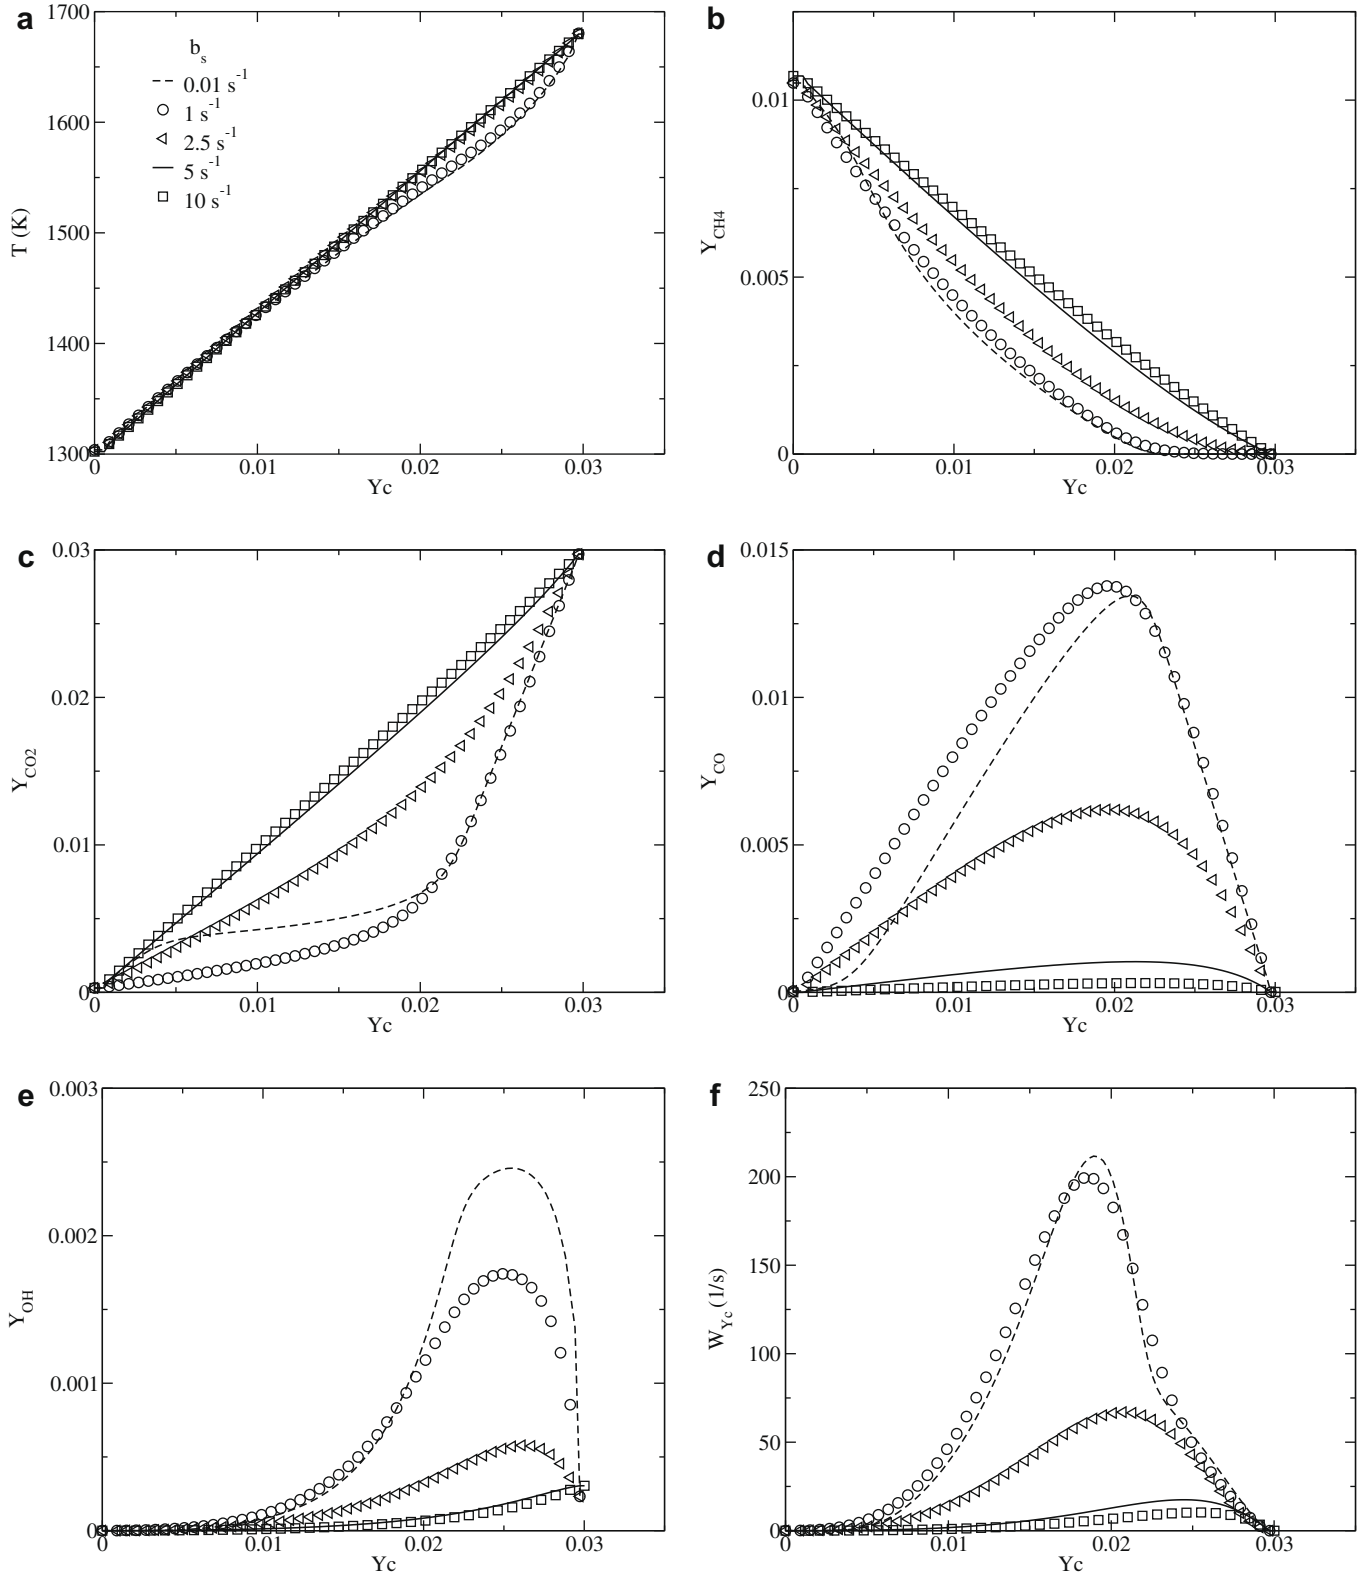 a
1700
1600
1500
1400
1300
T (K)
b_s
0.01 s^-1
1 s^-1
2.5 s^-1
5 s^-1
10 s^-1
0
0.01
0.02
0.03
Yc
b
0.01
0.005
0
Y_CH4
0
0.01
0.02
0.03
Yc
c
0.03
0.02
0.01
0
Y_CO2
0
0.01
0.02
0.03
Yc
d
0.015
0.01
0.005
0
Y_CO
0
0.01
0.02
0.03
Yc
e
0.003
0.002
0.001
0
Y_OH
0
0.01
0.02
0.03
Yc
f
250
200
150
100
50
0
W_Yc (1/s)
0
0.01
0.02
0.03
Yc